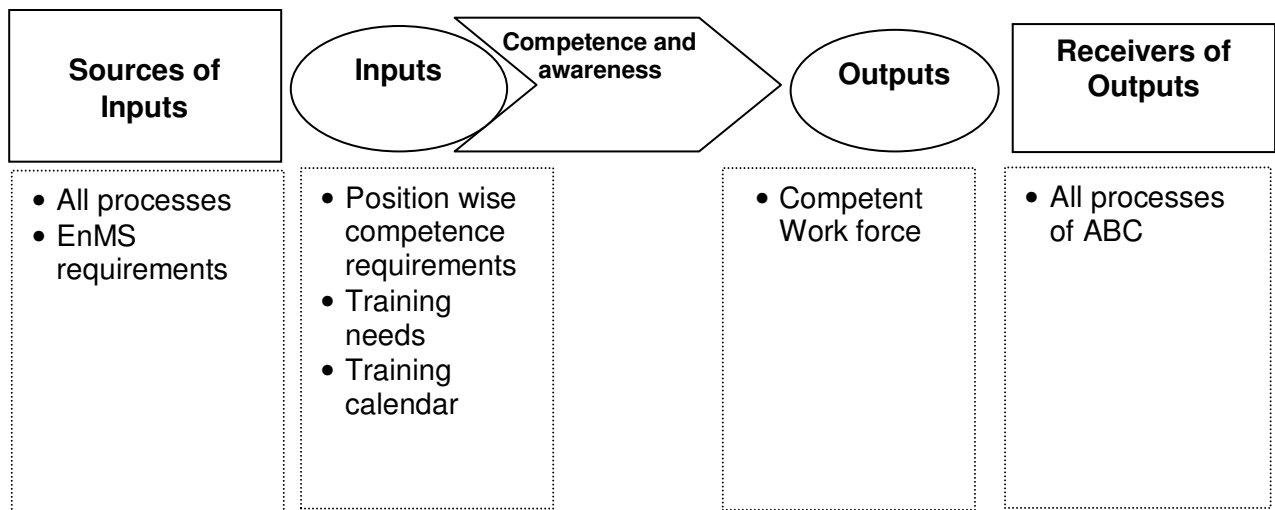 Sources of
Inputs
Inputs
Competence and
awareness
Outputs
Receivers of
Outputs
• All processes
• EnMS
requirements
• Position wise
competence
requirements
• Training
needs
• Training
calendar
• Competent
Work force
• All processes
of ABC